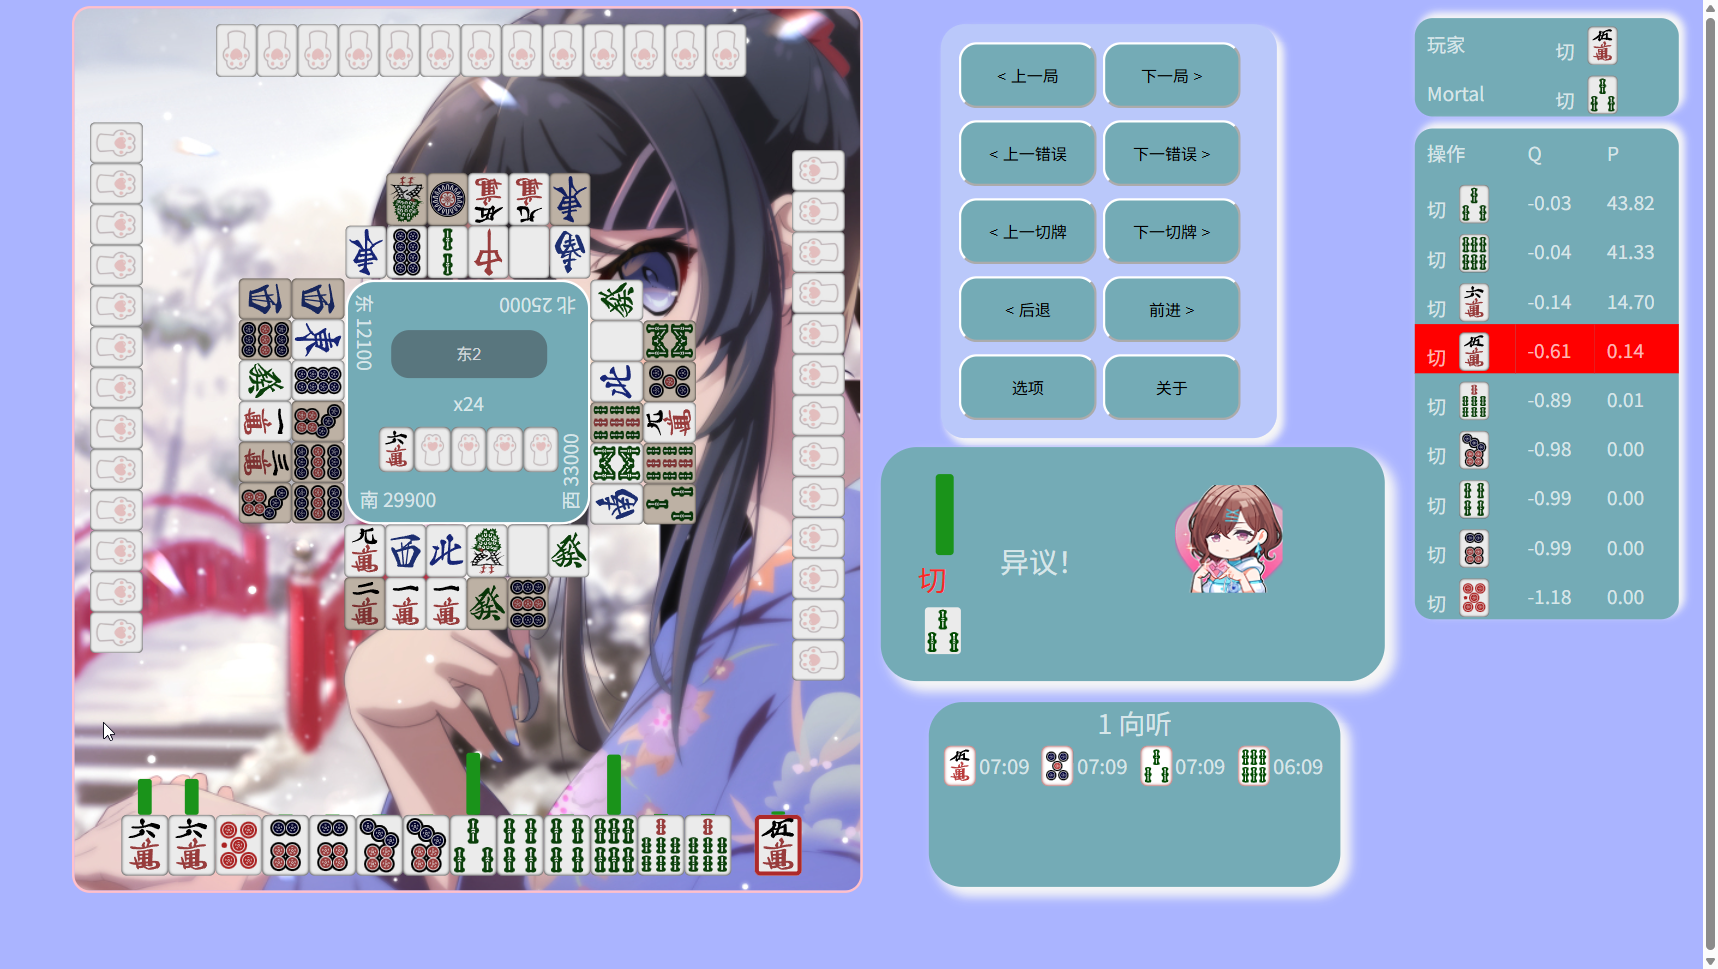 北 25000
东 12100
东2
x24
西 33000
南 29900
< 上一局
下一局 >
< 上一错误
下一错误 >
< 上一切牌
下一切牌 >
< 后退
前进 >
选项
关于
切
异议！
1 向听
07:09
07:09
07:09
06:09
玩家 切
Mortal 切
操作 Q P
切 -0.03 43.82
切 -0.04 41.33
切 -0.14 14.70
切 -0.61 0.14
切 -0.89 0.01
切 -0.98 0.00
切 -0.99 0.00
切 -0.99 0.00
切 -1.18 0.00